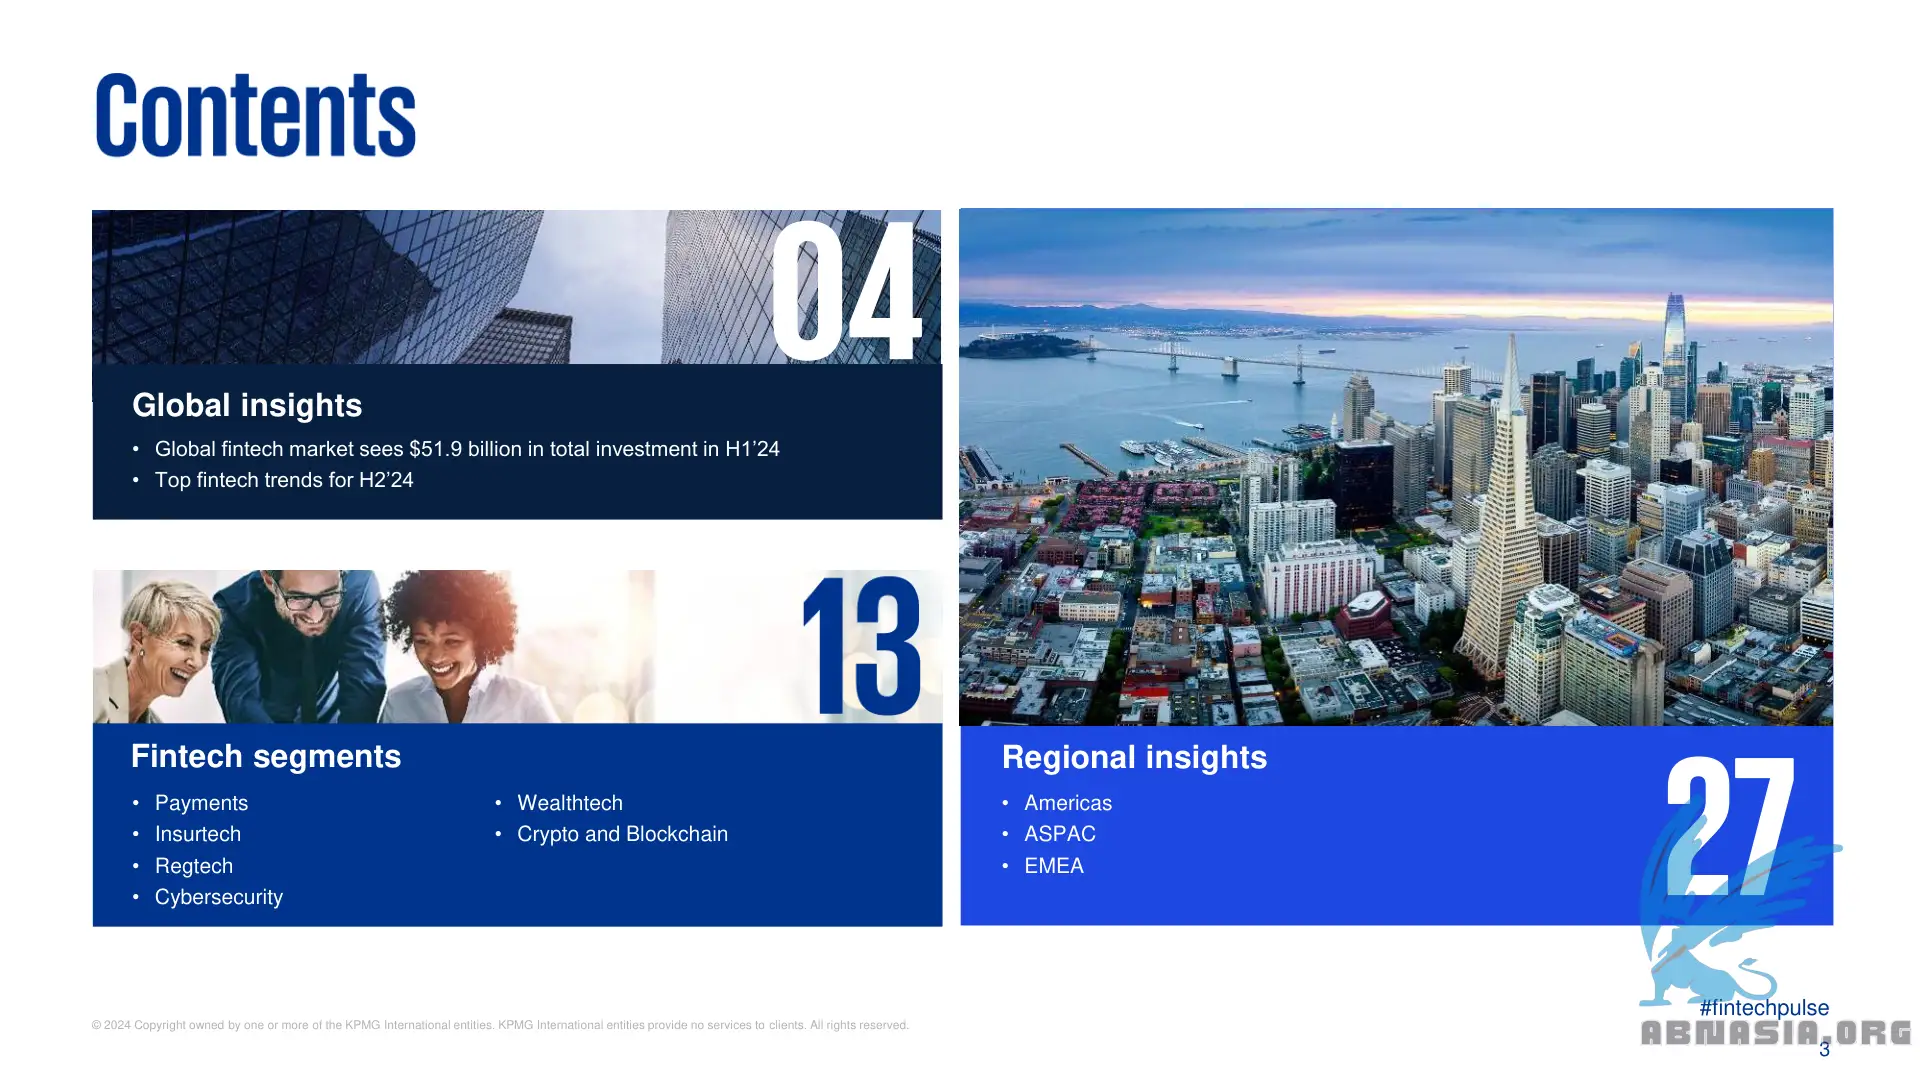 Contents
04
Global insights
• Global fintech market sees $51.9 billion in total investment in H1’24
• Top fintech trends for H2’24
13
Fintech segments
• Payments
• Insurtech
• Regtech
• Cybersecurity
• Wealthtech
• Crypto and Blockchain
Regional insights
27
• Americas
• ASPAC
• EMEA
© 2024 Copyright owned by one or more of the KPMG International entities. KPMG International entities provide no services to clients. All rights reserved.
#fintechpulse
ABNASIA.ORG
3